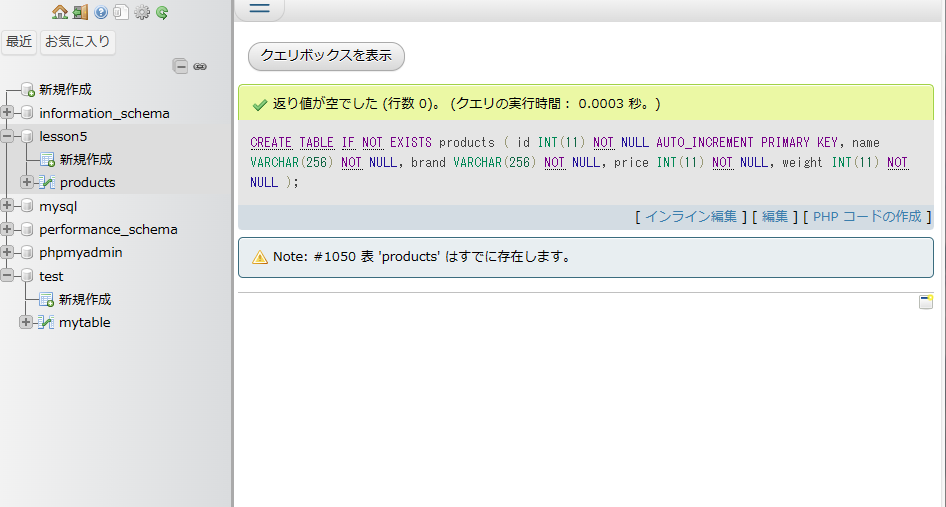 最近 お気に入り
新規作成
information_schema
lesson5
新規作成
products
mysql
performance_schema
phpmyadmin
test
新規作成
mytable
クエリボックスを表示
返り値が空でした (行数 0)。 (クエリの実行時間： 0.0003 秒。)
CREATE TABLE IF NOT EXISTS products ( id INT(11) NOT NULL AUTO_INCREMENT PRIMARY KEY, name
VARCHAR(256) NOT NULL, brand VARCHAR(256) NOT NULL, price INT(11) NOT NULL, weight INT(11) NOT
NULL );
[ インライン編集 ] [ 編集 ] [ PHP コードの作成 ]
Note: #1050 表 'products' はすでに存在します。